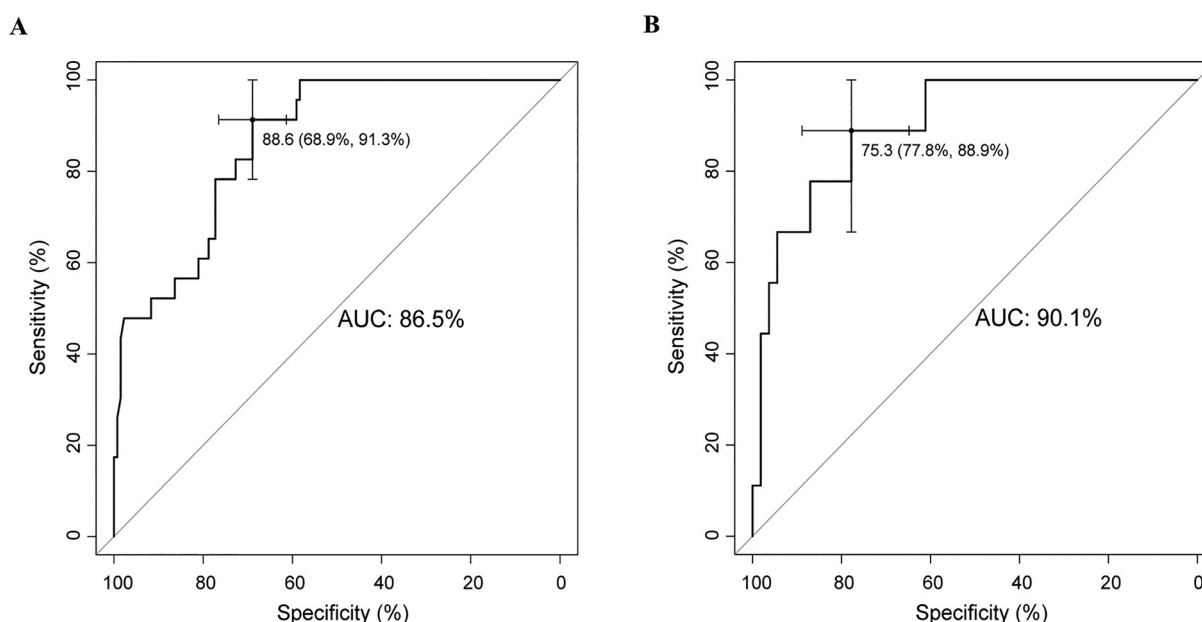 A
Sensitivity (%)
100
80
60
40
20
0
88.6 (68.9%, 91.3%)
AUC: 86.5%
100 80 60 40 20 0
Specificity (%)
B
Sensitivity (%)
100
80
60
40
20
0
75.3 (77.8%, 88.9%)
AUC: 90.1%
100 80 60 40 20 0
Specificity (%)